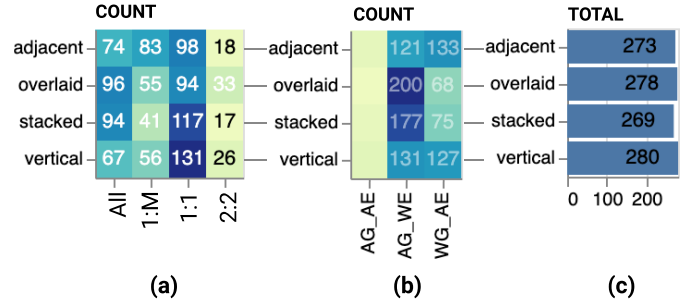 COUNT
adjacent 74 83 98 18
overlaid 96 55 94 33
stacked 94 41 117 17
vertical 67 56 131 26
All 1:M 1:1 2:2
(a)
COUNT
adjacent 121 133
overlaid 200 68
stacked 177 75
vertical 131 127
AG_AE AG_WE WG_AE
(b)
TOTAL
adjacent 273
overlaid 278
stacked 269
vertical 280
0 100 200
(c)